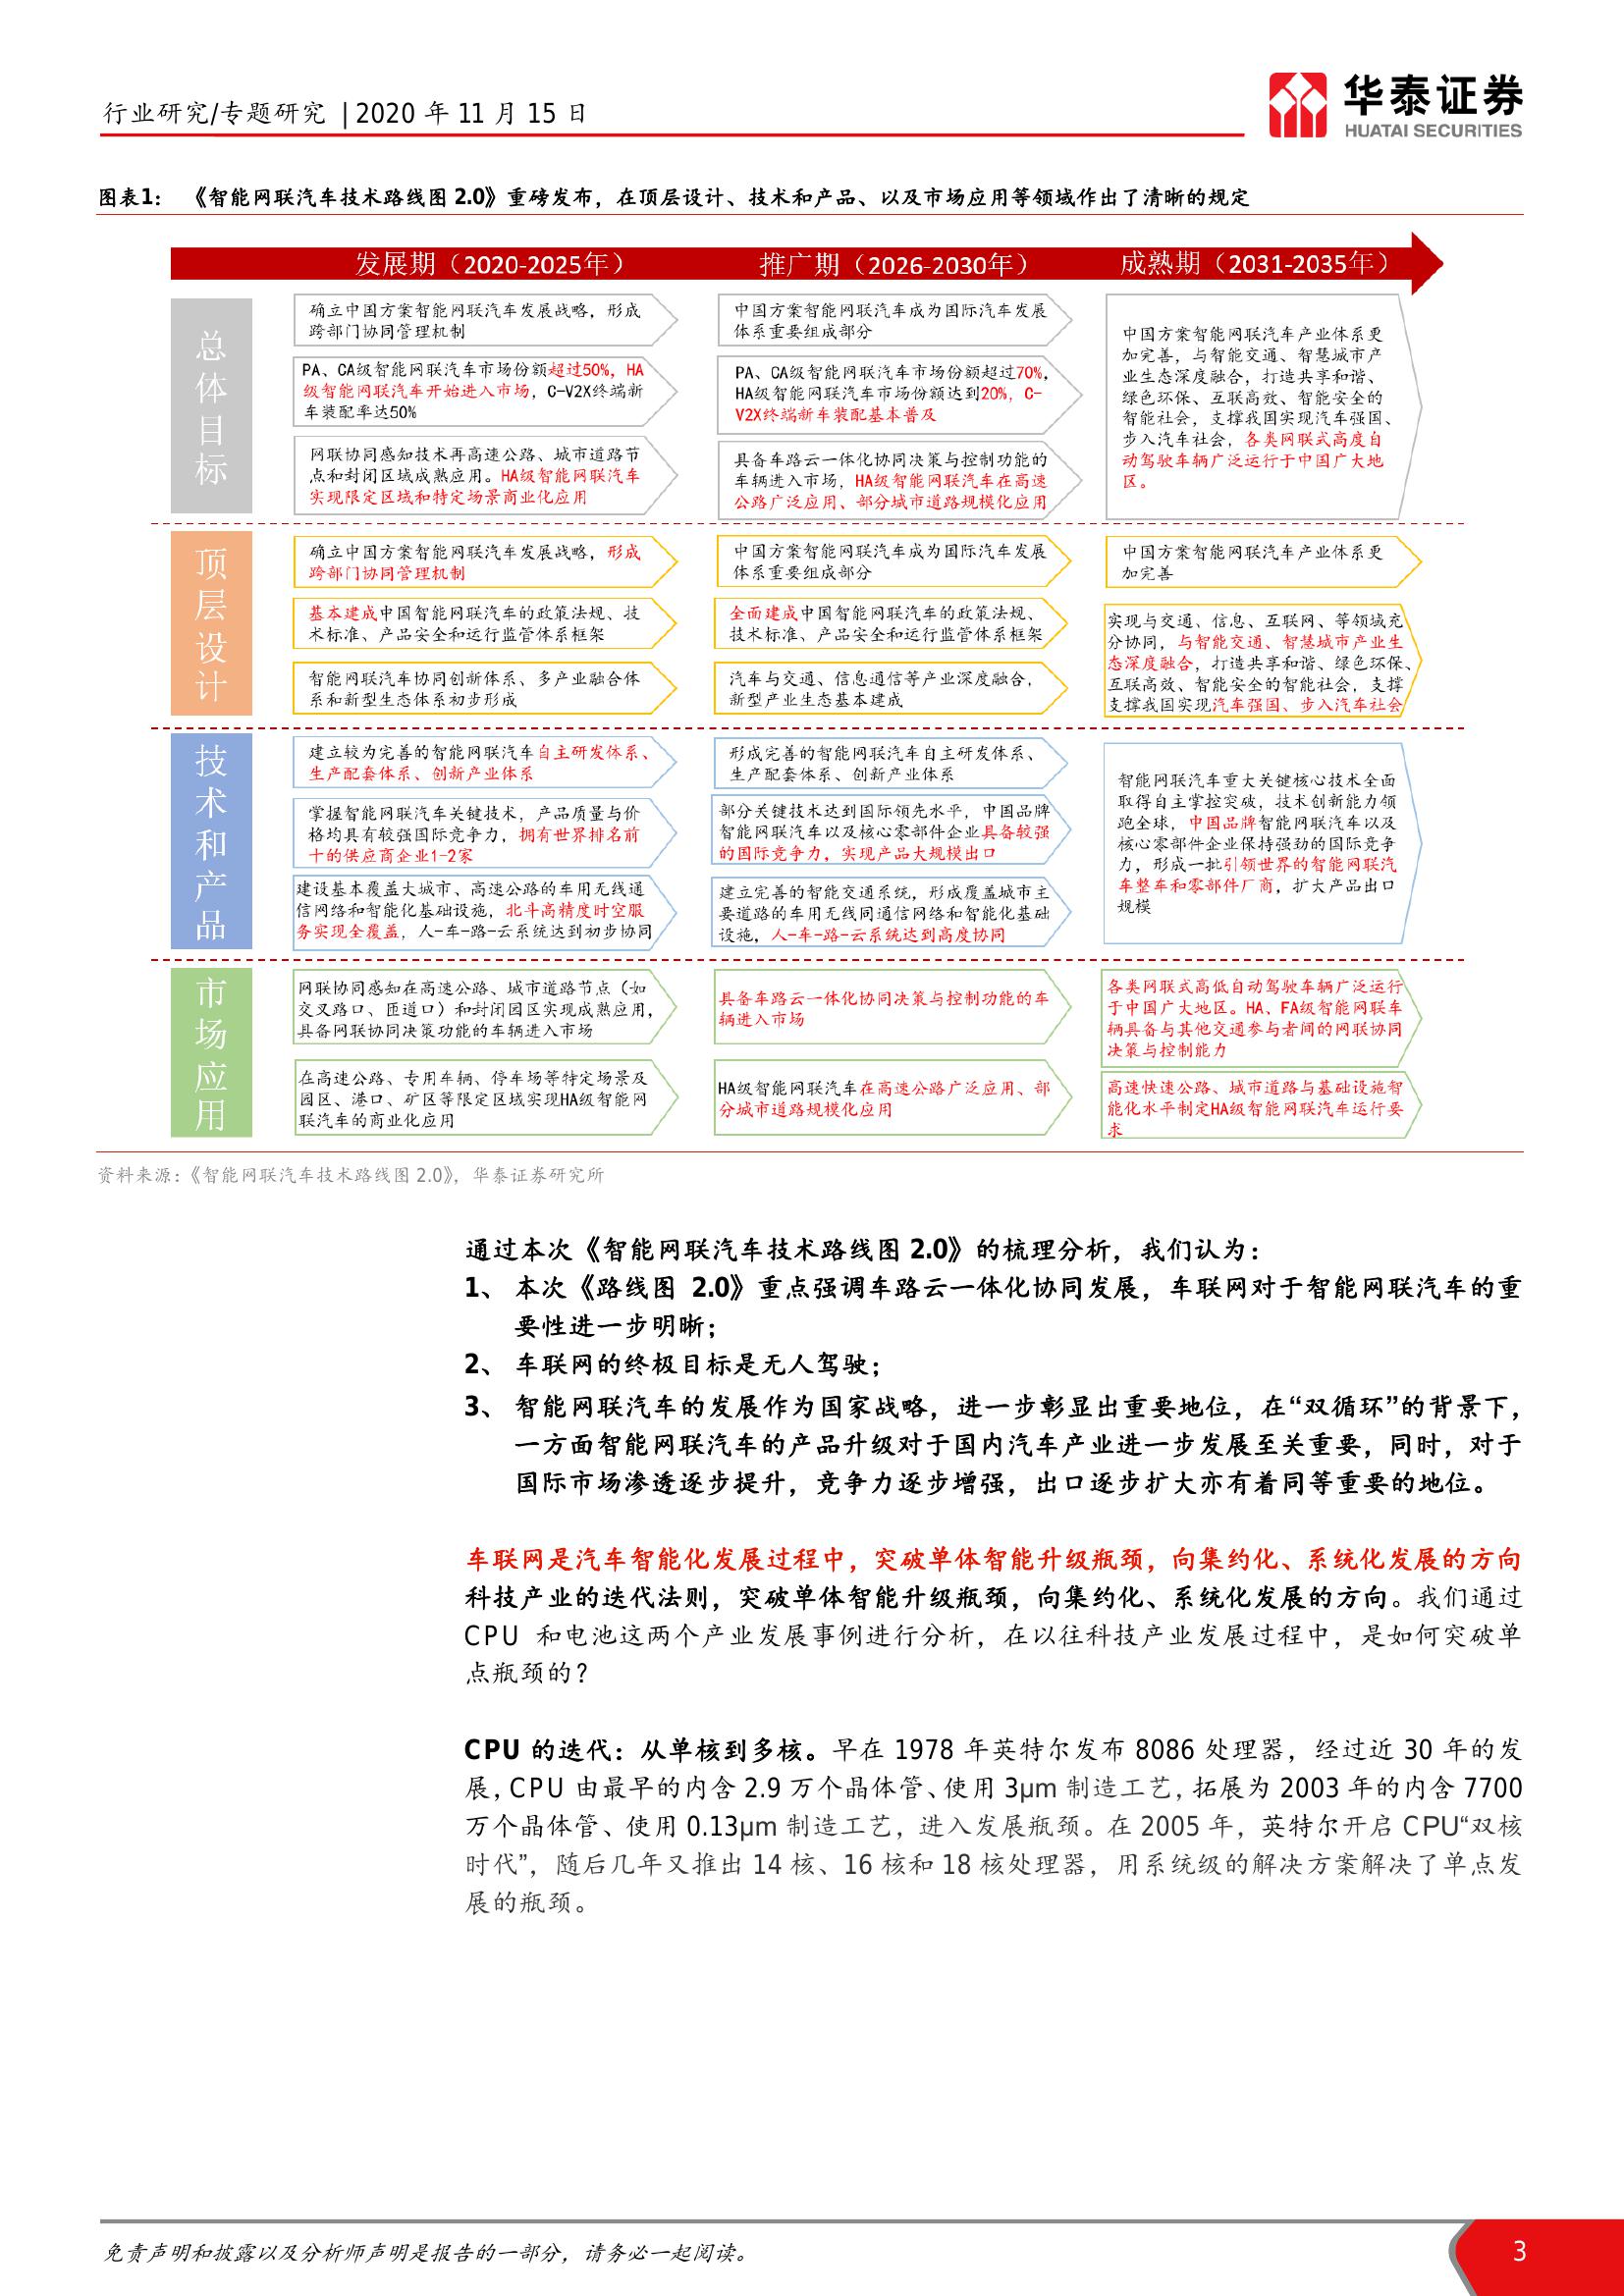 行业研究/专题研究 | 2020 年 11 月 15 日
华泰证券
HUATAI SECURITIES
图表1： 《智能网联汽车技术路线图 2.0》重磅发布，在顶层设计、技术和产品、以及市场应用等领域作出了清晰的规定
发展期（2020-2025年）
推广期（2026-2030年）
成熟期（2031-2035年）
总体目标
确立中国方案智能网联汽车发展战略，形成
跨部门协同管理机制
PA、CA级智能网联汽车市场份额超过50%，HA
级智能网联汽车开始进入市场，C-V2X终端新
车装配率达50%
网联协同感知技术再高速公路、城市道路节
点和封闭区域成熟应用。HA级智能网联汽车
实现限定区域和特定场景商业化应用
中国方案智能网联汽车成为国际汽车发展
体系重要组成部分
PA、CA级智能网联汽车市场份额超过70%，
HA级智能网联汽车市场份额达到20%，C-
V2X终端新车装配基本普及
具备车路云一体化协同决策与控制功能的
车辆进入市场，HA级智能网联汽车在高速
公路广泛应用、部分城市道路规模化应用
中国方案智能网联汽车产业体系更
加完善，与智能交通、智慧城市产
业生态深度融合，打造共享和谐、
绿色环保、互联高效、智能安全的
智能社会，支撑我国实现汽车强国、
步入汽车社会，各类网联式高度自
动驾驶车辆广泛运行于中国广大地
区。
顶层设计
确立中国方案智能网联汽车发展战略，形成
跨部门协同管理机制
基本建成中国智能网联汽车的政策法规、技
术标准、产品安全和运行监管体系框架
智能网联汽车协同创新体系、多产业融合体
系和新型生态体系初步形成
中国方案智能网联汽车成为国际汽车发展
体系重要组成部分
全面建成中国智能网联汽车的政策法规、
技术标准、产品安全和运行监管体系框架
汽车与交通、信息通信等产业深度融合，
新型产业生态基本建成
中国方案智能网联汽车产业体系更
加完善
实现与交通、信息、互联网、等领域充
分协同，与智能交通、智慧城市产业生
态深度融合，打造共享和谐、绿色环保、
互联高效、智能安全的智能社会，支撑
支撑我国实现汽车强国、步入汽车社会
技术和产品
建立较为完善的智能网联汽车自主研发体系、
生产配套体系、创新产业体系
掌握智能网联汽车关键技术，产品质量与价
格均具有较强国际竞争力，拥有世界排名前
十的供应商企业1-2家
建设基本覆盖大城市、高速公路的车用无线通
信网络和智能化基础设施，北斗高精度时空服
务实现全覆盖，人-车-路-云系统达到初步协同
形成完善的智能网联汽车自主研发体系、
生产配套体系、创新产业体系
部分关键技术达到国际领先水平，中国品牌
智能网联汽车以及核心零部件企业具备较强
的国际竞争力，实现产品大规模出口
建立完善的智能交通系统，形成覆盖城市主
要道路的车用无线同通信网络和智能化基础
设施，人-车-路-云系统达到高度协同
智能网联汽车重大关键核心技术全面
取得自主掌控突破，技术创新能力领
跑全球，中国品牌智能网联汽车以及
核心零部件企业保持强劲的国际竞争
力，形成一批引领世界的智能网联汽
车整车和零部件厂商，扩大产品出口
规模
市场应用
网联协同感知在高速公路、城市道路节点（如
交叉路口、匝道口）和封闭园区实现成熟应用，
具备网联协同决策功能的车辆进入市场
在高速公路、专用车辆、停车场等特定场景及
园区、港口、矿区等限定区域实现HA级智能网
联汽车的商业化应用
具备车路云一体化协同决策与控制功能的车
辆进入市场
HA级智能网联汽车在高速公路广泛应用、部
分城市道路规模化应用
各类网联式高低自动驾驶车辆广泛运行
于中国广大地区。HA、FA级智能网联车
辆具备与其他交通参与者间的网联协同
决策与控制能力
高速快速公路、城市道路与基础设施智
能化水平制定HA级智能网联汽车运行要
求
资料来源：《智能网联汽车技术路线图 2.0》，华泰证券研究所
通过本次《智能网联汽车技术路线图 2.0》的梳理分析，我们认为：
1、 本次《路线图 2.0》重点强调车路云一体化协同发展，车联网对于智能网联汽车的重
要性进一步明晰；
2、 车联网的终极目标是无人驾驶；
3、 智能网联汽车的发展作为国家战略，进一步彰显出重要地位，在“双循环”的背景下，
一方面智能网联汽车的产品升级对于国内汽车产业进一步发展至关重要，同时，对于
国际市场渗透逐步提升，竞争力逐步增强，出口逐步扩大亦有着同等重要的地位。
车联网是汽车智能化发展过程中，突破单体智能升级瓶颈，向集约化、系统化发展的方向
科技产业的迭代法则，突破单体智能升级瓶颈，向集约化、系统化发展的方向。我们通过
CPU 和电池这两个产业发展事例进行分析，在以往科技产业发展过程中，是如何突破单
点瓶颈的？
CPU 的迭代：从单核到多核。早在 1978 年英特尔发布 8086 处理器，经过近 30 年的发
展，CPU 由最早的内含 2.9 万个晶体管、使用 3μm 制造工艺，拓展为 2003 年的内含 7700
万个晶体管、使用 0.13μm 制造工艺，进入发展瓶颈。在 2005 年，英特尔开启 CPU“双核
时代”，随后几年又推出 14 核、16 核和 18 核处理器，用系统级的解决方案解决了单点发
展的瓶颈。
免责声明和披露以及分析师声明是报告的一部分，请务必一起阅读。
3